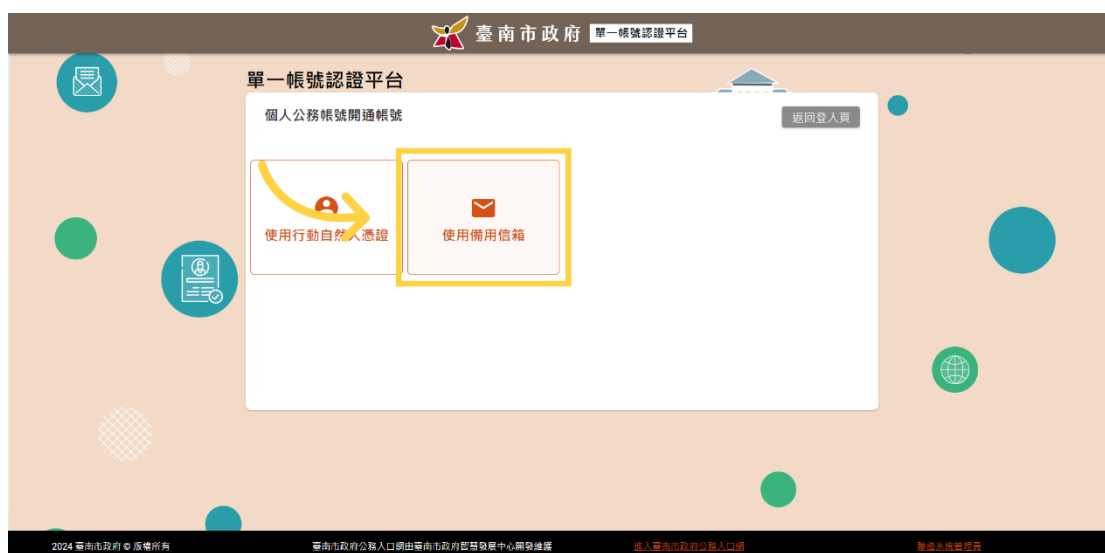 臺南市政府 單一帳號認證平台
單一帳號認證平台
個人公務帳號開通帳號
返回登入頁
使用行動自然人憑證
使用備用信箱
2024 臺南市政府 © 版權所有
臺南市政府公務入口網由臺南市政府智慧發展中心開發維護
進入臺南市政府公務入口網
聯絡系統管理員